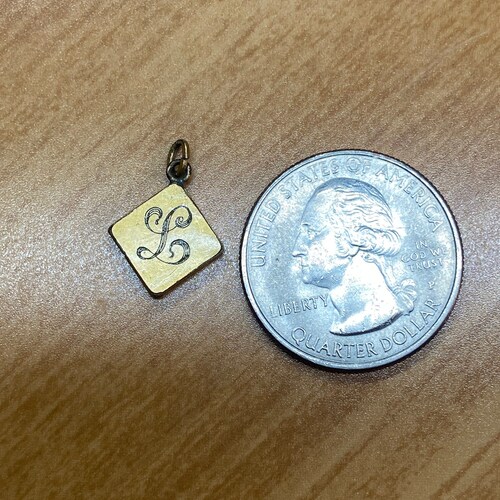 L
UNITED STATES OF AMERICA
LIBERTY
IN
GOD WE
TRUST
P
QUARTER DOLLAR